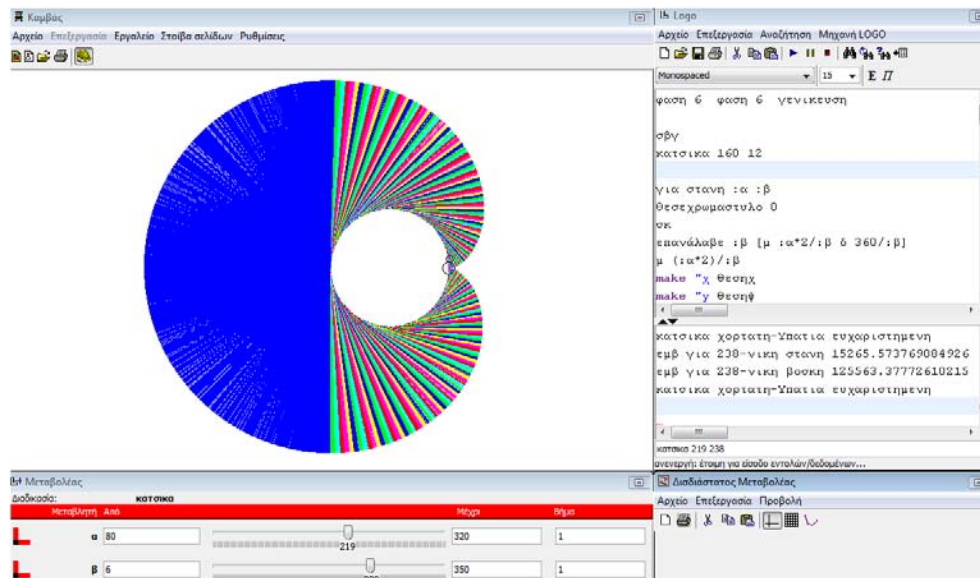 Καμβάς
Αρχείο Επεξεργασία Εργαλείο Στοίβα σελίδων Ρυθμίσεις
Logo
Αρχείο Επεξεργασία Αναζήτηση Μηχανή LOGO
Monospaced 15 Ε Π
φαση 6 φαση 6 γενικευση
σβγ
κατσικα 160 12
για στανη :α :β
θεσεχρωμαστυλο 0
σκ
επανάλαβε :β [μ :α*2/:β δ 360/:β]
μ (:α*2)/:β
make "χ θεσηχ
make "y θεσηψ
κατσικα χορτατη-Υπατια ευχαριστημενη
εμβ για 238-νικη στανη 15265.573769084926
εμβ για 238-νικη βοσκη 125563.37772610215
κατσικα χορτατη-Υπατια ευχαριστημενη
κατσικα 219 238
ανενεργή: έτοιμη για είσοδο εντολών/δεδομένων...
Μεταβολέας
Διαδικασία: κατσικα
Μεταβλητή Από Μέχρι Βήμα
α 80 219 320 1
β 6 350 1
Δισδιάστατος Μεταβολέας
Αρχείο Επεξεργασία Προβολή